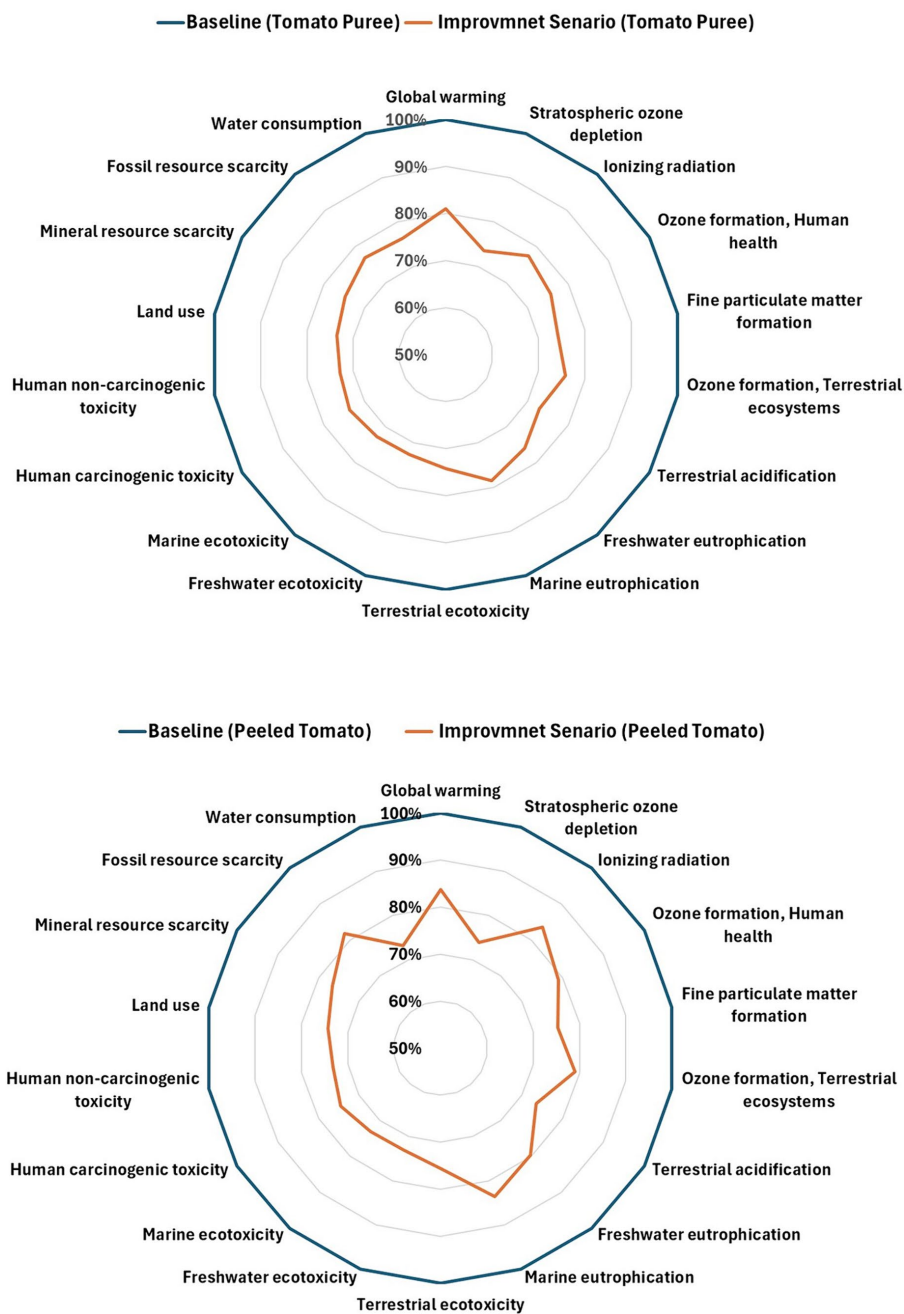 Baseline (Tomato Puree) Improvmnet Senario (Tomato Puree)
Global warming
100%
Stratospheric ozone
depletion
Water consumption
Fossil resource scarcity
Ionizing radiation
90%
Mineral resource scarcity
Ozone formation, Human
health
80%
70%
Land use
Fine particulate matter
formation
60%
50%
Human non-carcinogenic
toxicity
Ozone formation, Terrestrial
ecosystems
Human carcinogenic toxicity
Terrestrial acidification
Marine ecotoxicity
Freshwater eutrophication
Freshwater ecotoxicity
Marine eutrophication
Terrestrial ecotoxicity
Baseline (Peeled Tomato) Improvmnet Senario (Peeled Tomato)
Global warming
100%
Stratospheric ozone
depletion
Water consumption
Fossil resource scarcity
Ionizing radiation
90%
Mineral resource scarcity
Ozone formation, Human
health
80%
70%
Land use
Fine particulate matter
formation
60%
50%
Human non-carcinogenic
toxicity
Ozone formation, Terrestrial
ecosystems
Human carcinogenic toxicity
Terrestrial acidification
Marine ecotoxicity
Freshwater eutrophication
Freshwater ecotoxicity
Marine eutrophication
Terrestrial ecotoxicity